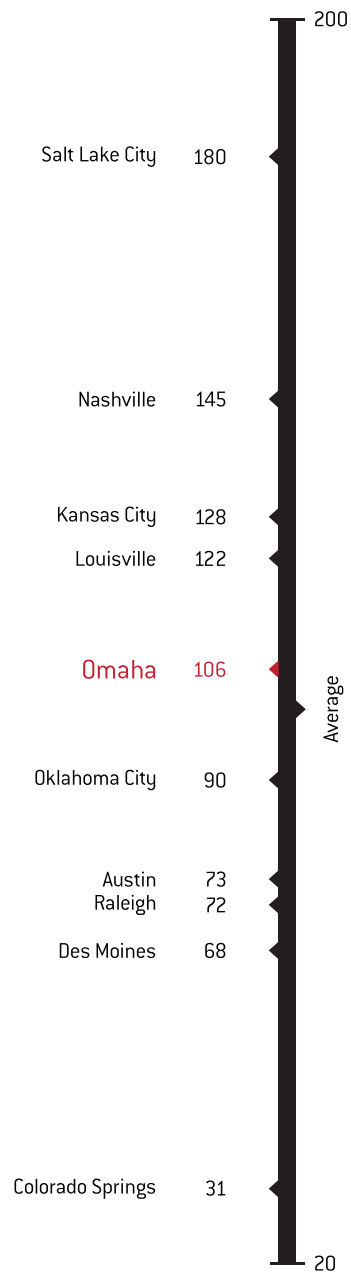 200
Salt Lake City 180
Nashville 145
Kansas City 128
Louisville 122
Omaha 106
Average
Oklahoma City 90
Austin 73
Raleigh 72
Des Moines 68
Colorado Springs 31
20